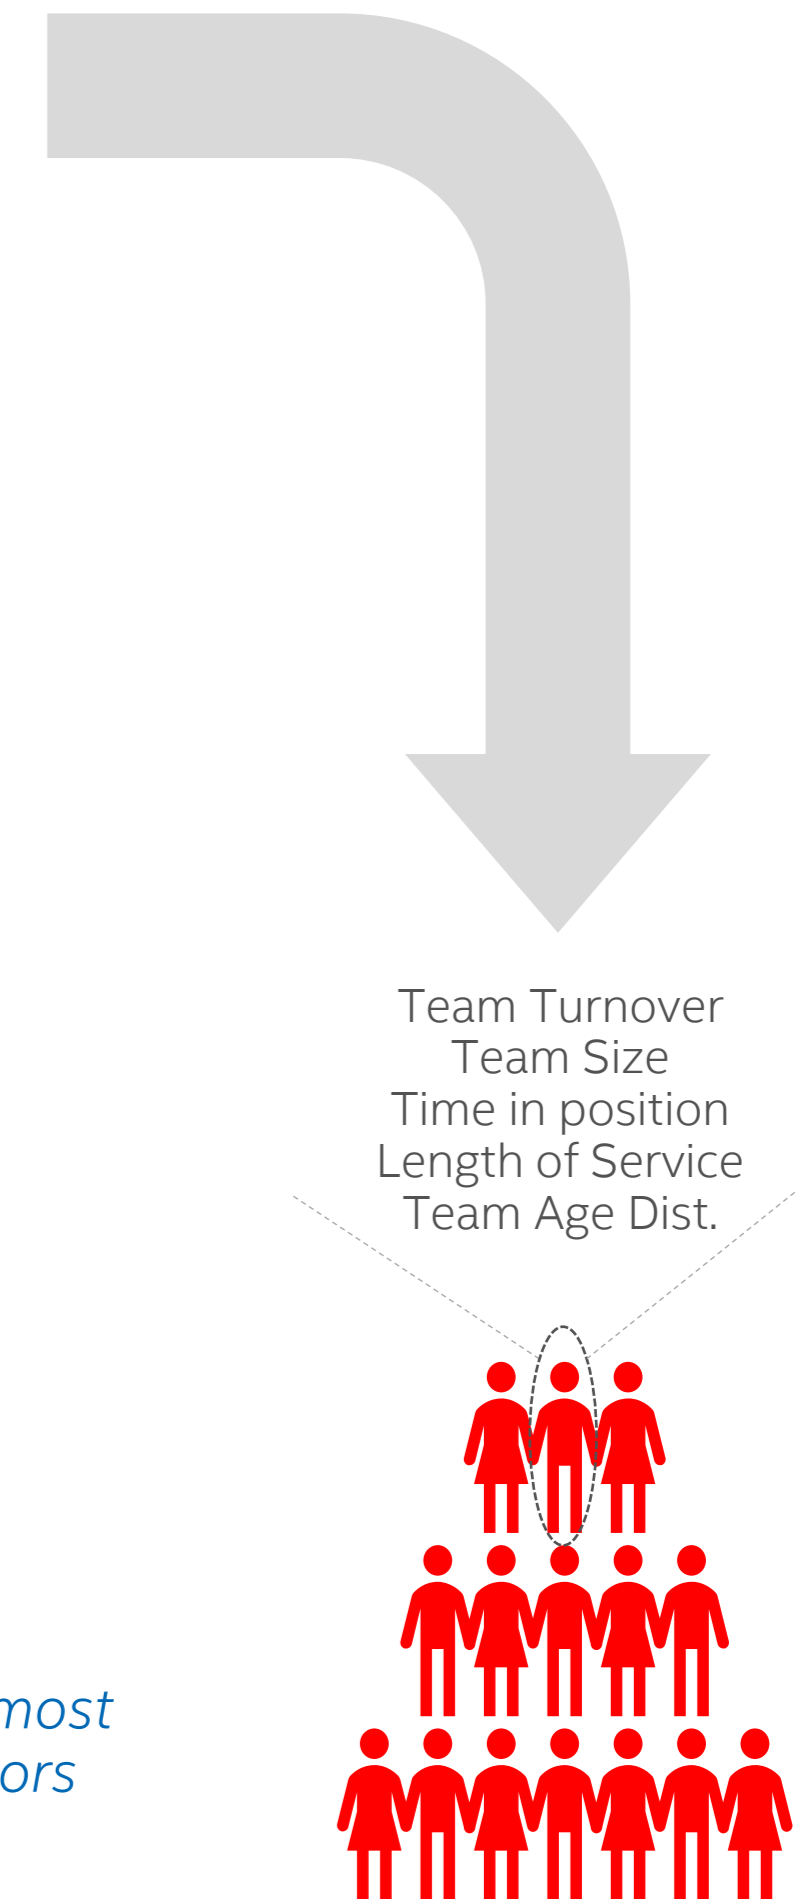 Team Turnover
Team Size
Time in position
Length of Service
Team Age Dist.
most
ors